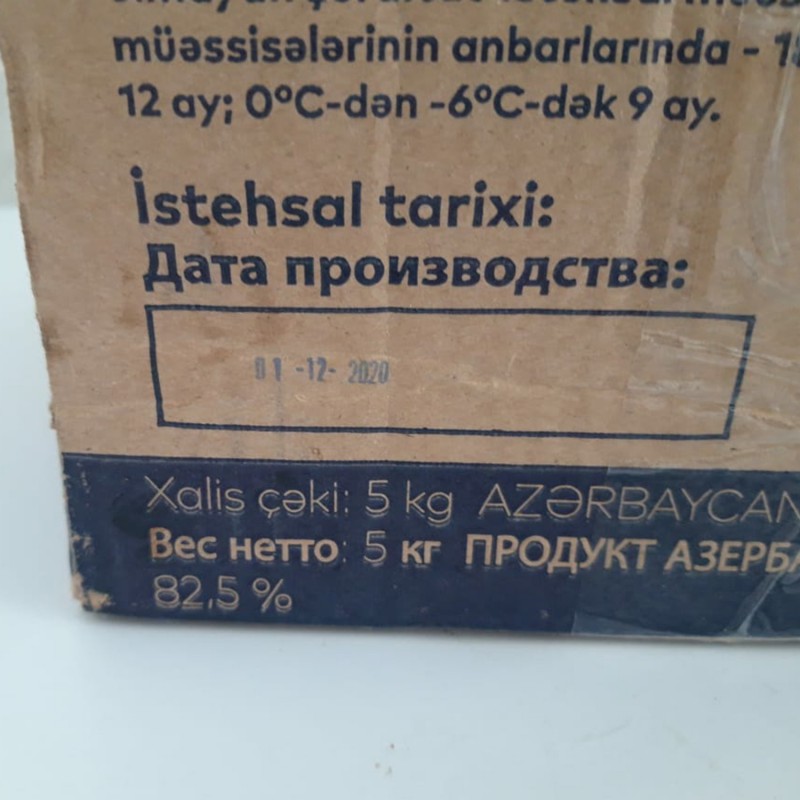 müəssisələrinin anbarlarında -
12 ay; 0°C-dən -6°C-dək 9 ay.
İstehsal tarixi:
Дата производства:
01 -12- 2020
Xalis çəki: 5 kg AZƏRBAYCAN
Вес нетто: 5 кг ПРОДУКТ АЗЕРБА
82,5 %